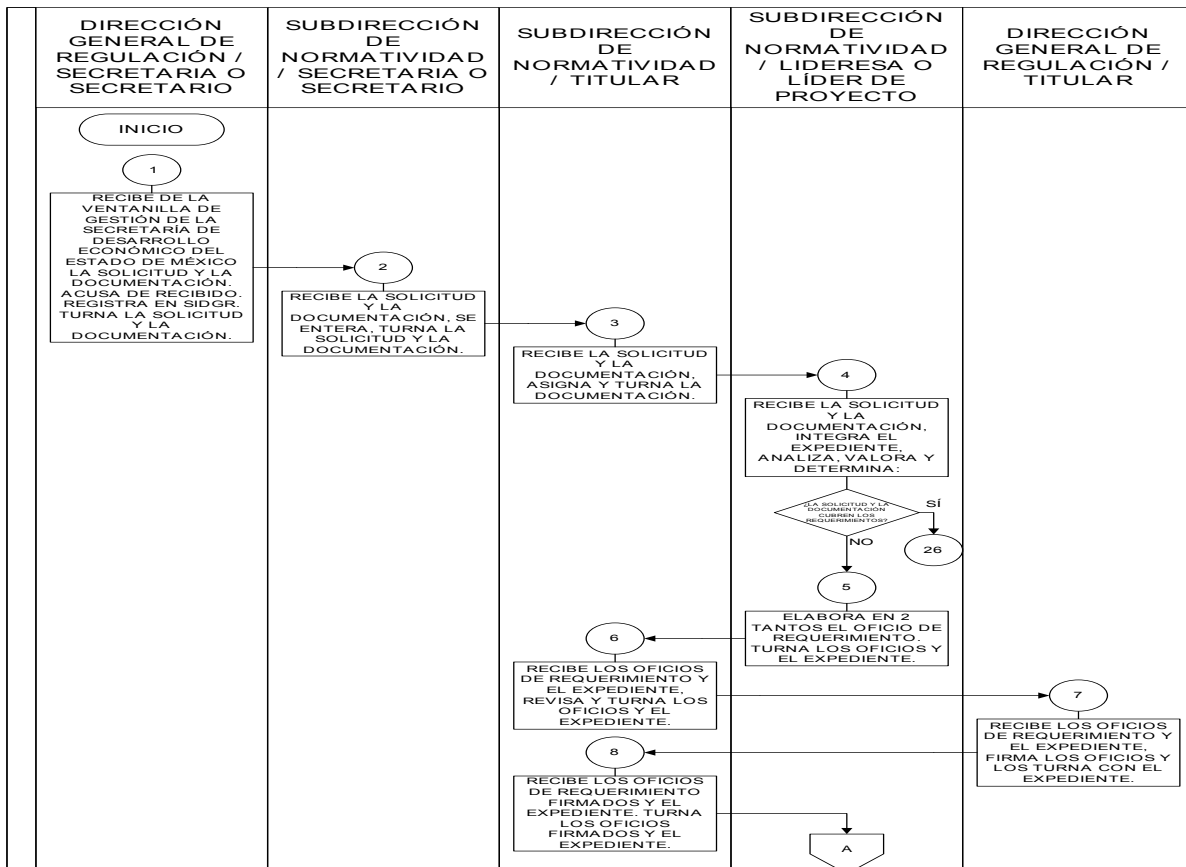 DIRECCIÓN
GENERAL DE
REGULACIÓN /
SECRETARIA O
SECRETARIO
SUBDIRECCIÓN
DE
NORMATIVIDAD
/ SECRETARIA O
SECRETARIO
SUBDIRECCIÓN
DE
NORMATIVIDAD
/ TITULAR
SUBDIRECCIÓN
DE
NORMATIVIDAD
/ LIDERESA O
LÍDER DE
PROYECTO
DIRECCIÓN
GENERAL DE
REGULACIÓN /
TITULAR
INICIO
1
RECIBE DE LA
VENTANILLA DE
GESTIÓN DE LA
SECRETARÍA DE
DESARROLLO
ECONÓMICO DEL
ESTADO DE MÉXICO
LA SOLICITUD Y LA
DOCUMENTACIÓN.
ACUSA DE RECIBIDO.
REGISTRA EN SIDGR.
TURNA LA SOLICITUD
Y LA
DOCUMENTACIÓN.
2
RECIBE LA SOLICITUD
Y LA
DOCUMENTACIÓN, SE
ENTERA, TURNA LA
SOLICITUD Y LA
DOCUMENTACIÓN.
3
RECIBE LA SOLICITUD
Y LA
DOCUMENTACIÓN,
ASIGNA Y TURNA LA
DOCUMENTACIÓN.
4
RECIBE LA SOLICITUD
Y LA
DOCUMENTACIÓN,
INTEGRA EL
EXPEDIENTE,
ANALIZA, VALORA Y
DETERMINA:
¿LA SOLICITUD Y LA
DOCUMENTACIÓN
CUBREN LOS
REQUERIMIENTOS?
SÍ
26
NO
5
ELABORA EN 2
TANTOS EL OFICIO DE
REQUERIMIENTO.
TURNA LOS OFICIOS Y
EL EXPEDIENTE.
6
RECIBE LOS OFICIOS
DE REQUERIMIENTO Y
EL EXPEDIENTE,
REVISA Y TURNA LOS
OFICIOS Y EL
EXPEDIENTE.
7
RECIBE LOS OFICIOS
DE REQUERIMIENTO Y
EL EXPEDIENTE,
FIRMA LOS OFICIOS Y
LOS TURNA CON EL
EXPEDIENTE.
8
RECIBE LOS OFICIOS
DE REQUERIMIENTO
FIRMADOS Y EL
EXPEDIENTE. TURNA
LOS OFICIOS
FIRMADOS Y EL
EXPEDIENTE.
A